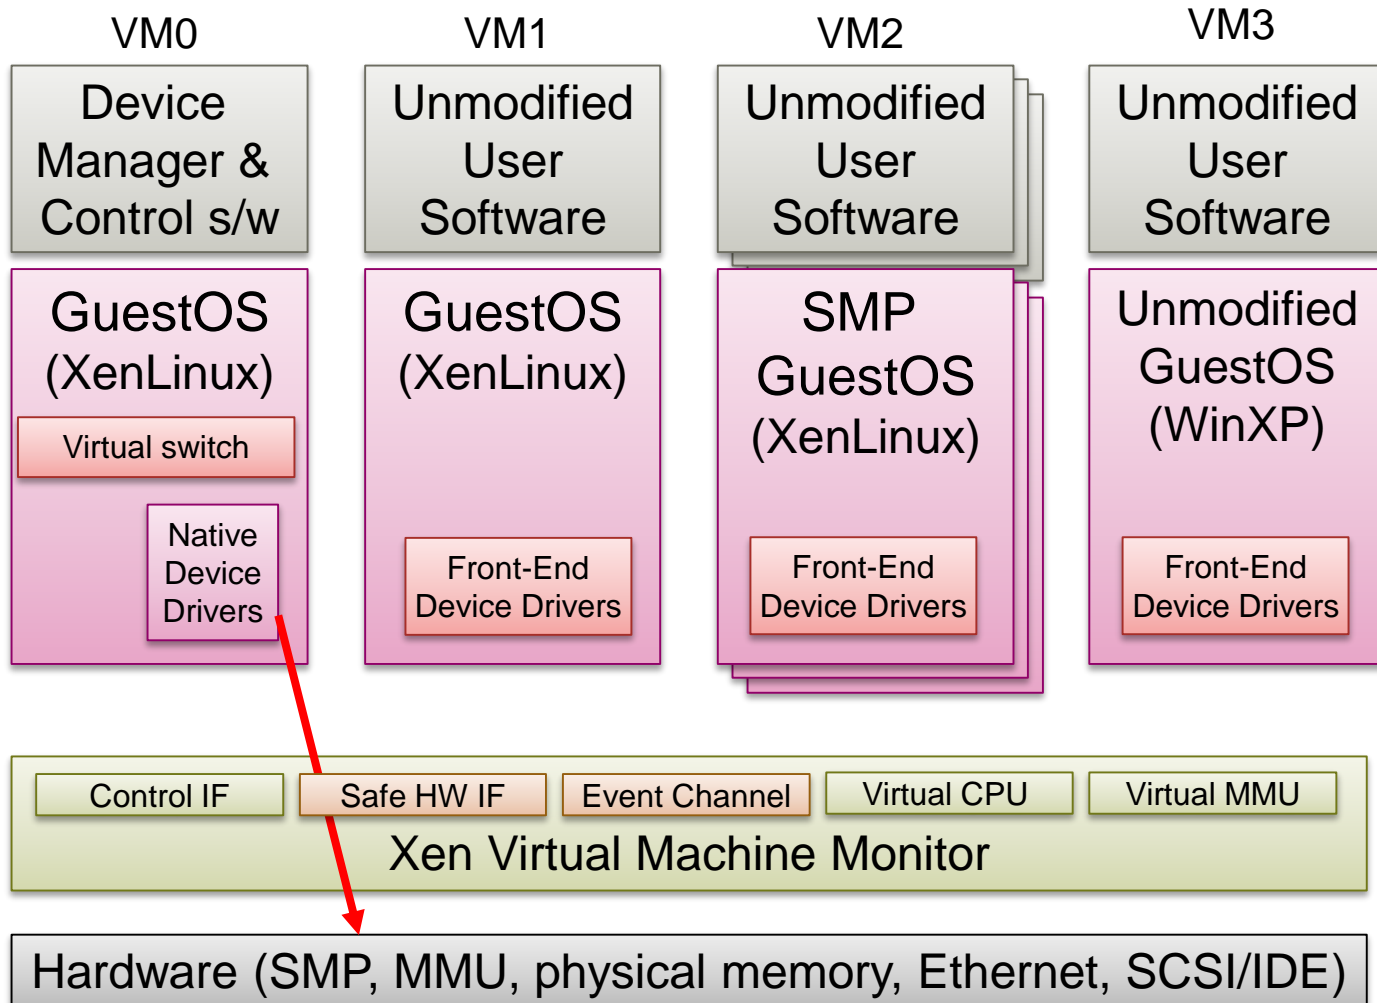 VM0
VM1
VM2
VM3
Device
Manager &
Control s/w
Unmodified
User
Software
Unmodified
User
Software
Unmodified
User
Software
GuestOS
(XenLinux)
Virtual switch
Native
Device
Drivers
GuestOS
(XenLinux)
Front-End
Device Drivers
SMP
GuestOS
(XenLinux)
Front-End
Device Drivers
Unmodified
GuestOS
(WinXP)
Front-End
Device Drivers
Control IF
Safe HW IF
Event Channel
Virtual CPU
Virtual MMU
Xen Virtual Machine Monitor
Hardware (SMP, MMU, physical memory, Ethernet, SCSI/IDE)